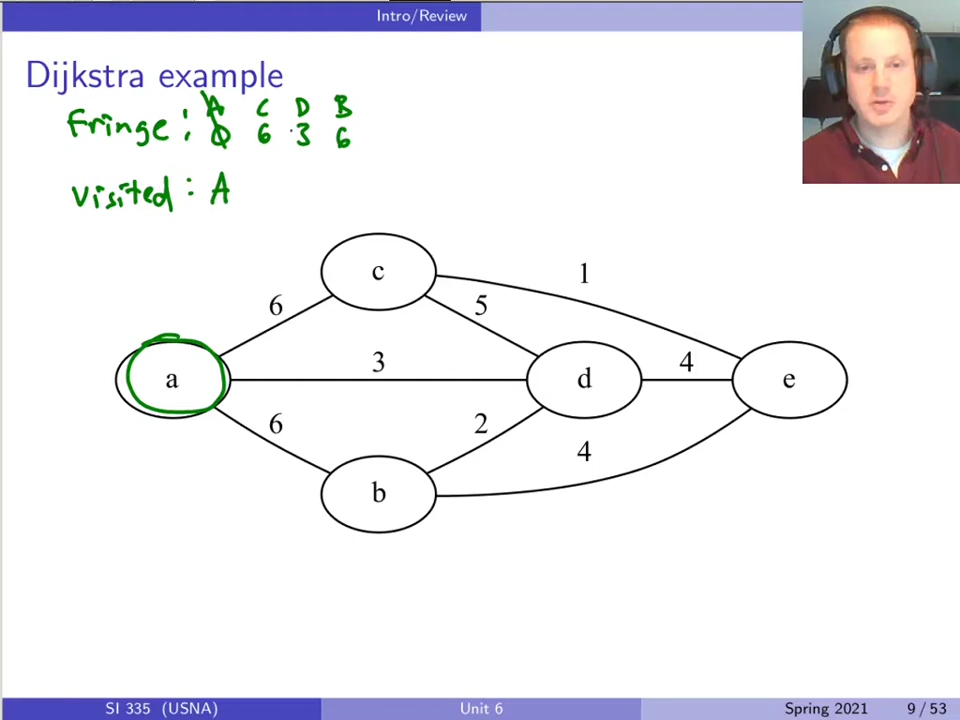 Intro/Review
Dijkstra example
Fringe: A C D B
0 6 3 6
visited: A
c
1
6
5
3
4
a
d
e
6
2
4
b
SI 335 (USNA) Unit 6 Spring 2021 9 / 53